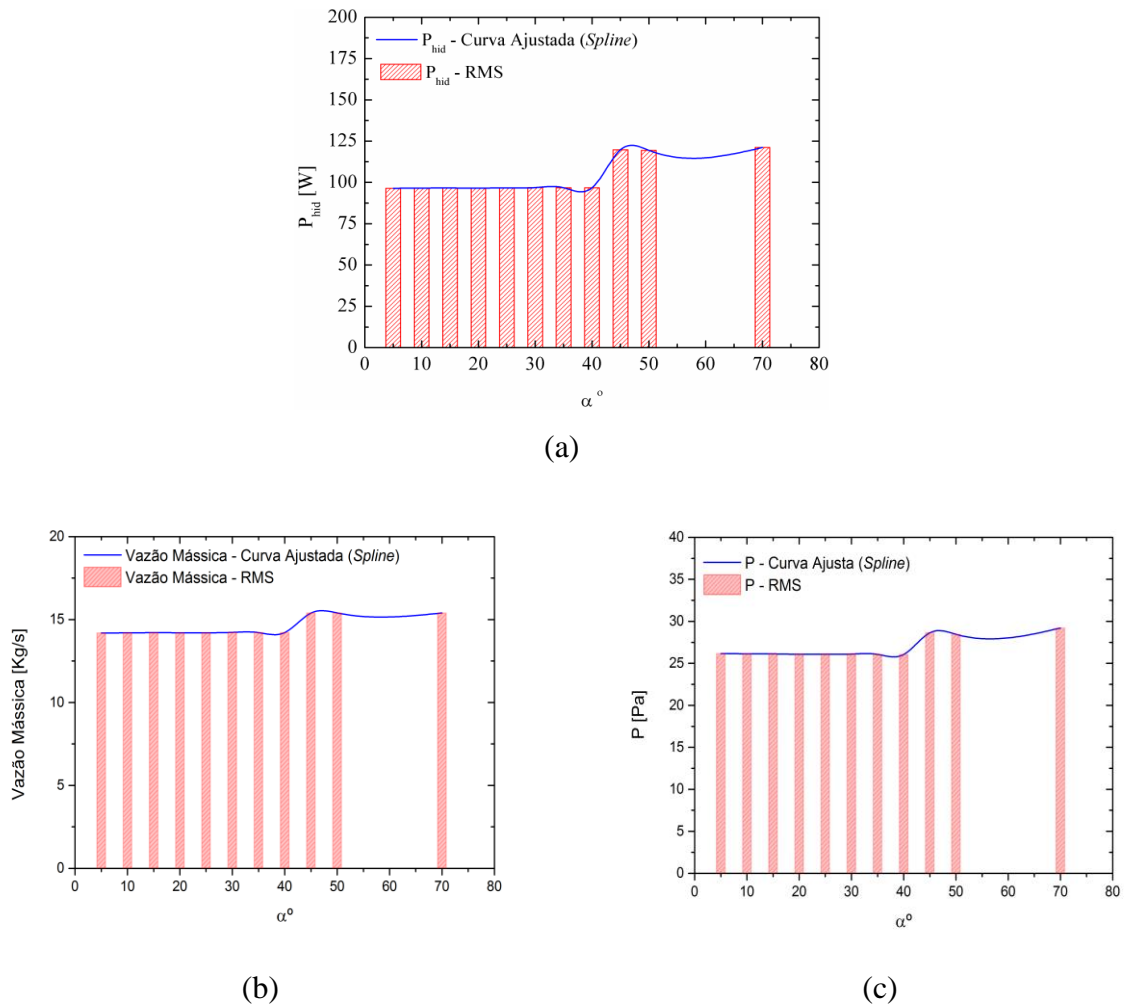 200
175
150
125
100
75
50
25
0
P_hid [W]
P_hid - Curva Ajustada (Spline)
P_hid - RMS
0 10 20 30 40 50 60 70 80
α º
(a)
20
15
10
5
0
Vazão Mássica [Kg/s]
Vazão Mássica - Curva Ajustada (Spline)
Vazão Mássica - RMS
0 10 20 30 40 50 60 70 80
αº
(b)
40
35
30
25
20
15
10
5
0
P [Pa]
P - Curva Ajusta (Spline)
P - RMS
0 10 20 30 40 50 60 70 80
αº
(c)